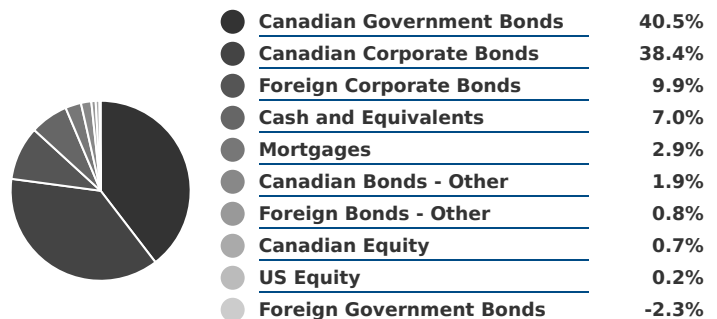 Canadian Government Bonds 40.5%
Canadian Corporate Bonds 38.4%
Foreign Corporate Bonds 9.9%
Cash and Equivalents 7.0%
Mortgages 2.9%
Canadian Bonds - Other 1.9%
Foreign Bonds - Other 0.8%
Canadian Equity 0.7%
US Equity 0.2%
Foreign Government Bonds -2.3%